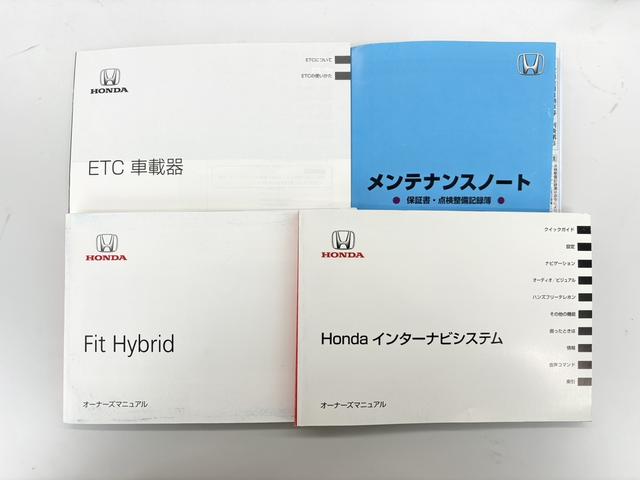 HONDA
ETC 車載器
ETCについて
ETCの使いかた
メンテナンスノート
● 保証書・点検整備記録簿 ●
HONDA
Fit Hybrid
オーナーズマニュアル
HONDA
Honda インターナビシステム
オーナーズマニュアル
クイックガイド
設定
ナビゲーション
オーディオ/ビジュアル
ハンズフリーテレホン
その他の機能
困ったときは
情報
音声コマンド
索引